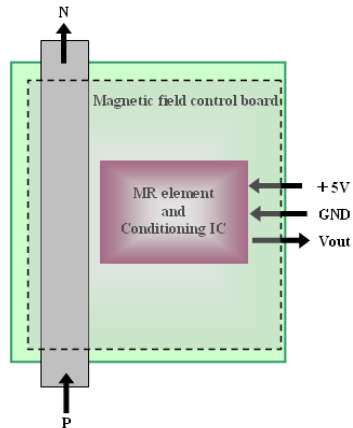 N
Magnetic field control board
MR element
and
Conditioning IC
+5V
GND
Vout
P